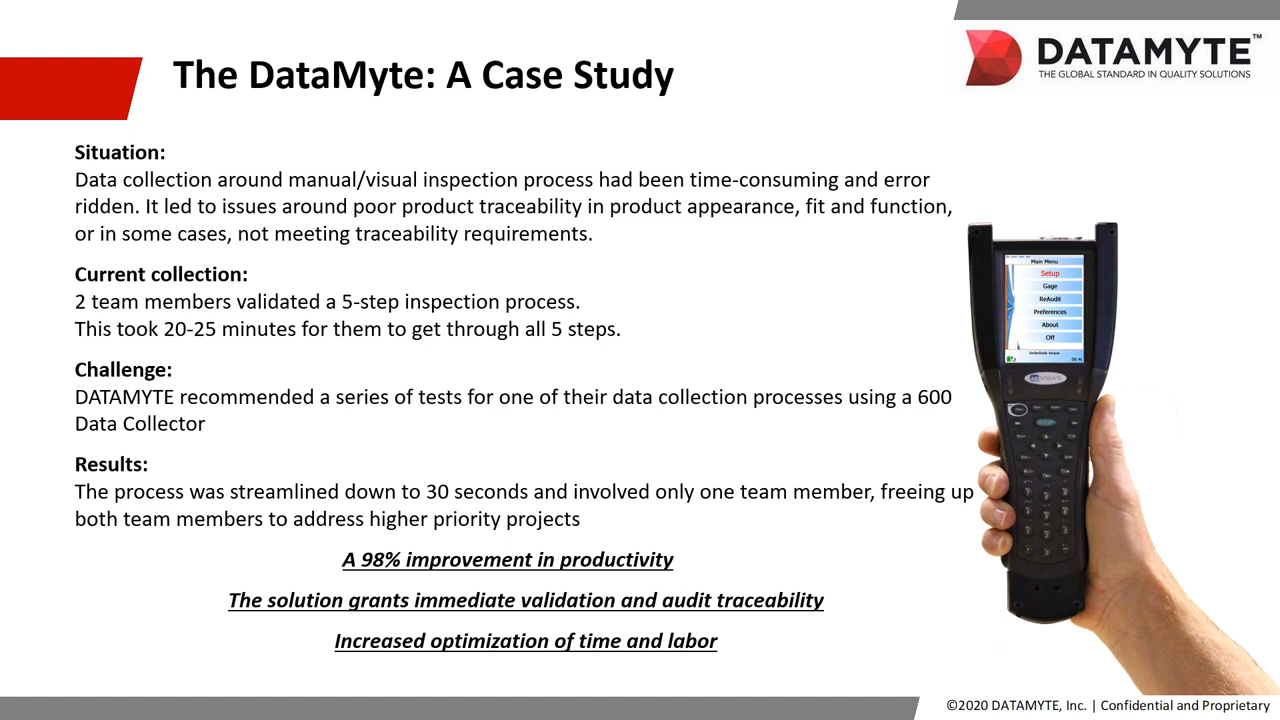 DATAMYTE™
THE GLOBAL STANDARD IN QUALITY SOLUTIONS
The DataMyte: A Case Study
Situation:
Data collection around manual/visual inspection process had been time-consuming and error
ridden. It led to issues around poor product traceability in product appearance, fit and function,
or in some cases, not meeting traceability requirements.
Current collection:
2 team members validated a 5-step inspection process.
This took 20-25 minutes for them to get through all 5 steps.
Challenge:
DATAMYTE recommended a series of tests for one of their data collection processes using a 600
Data Collector
Results:
The process was streamlined down to 30 seconds and involved only one team member, freeing up
both team members to address higher priority projects
A 98% improvement in productivity
The solution grants immediate validation and audit traceability
Increased optimization of time and labor
Main Menu
Setup
Gage
ReAudit
Preferences
About
Off
©2020 DATAMYTE, Inc. | Confidential and Proprietary